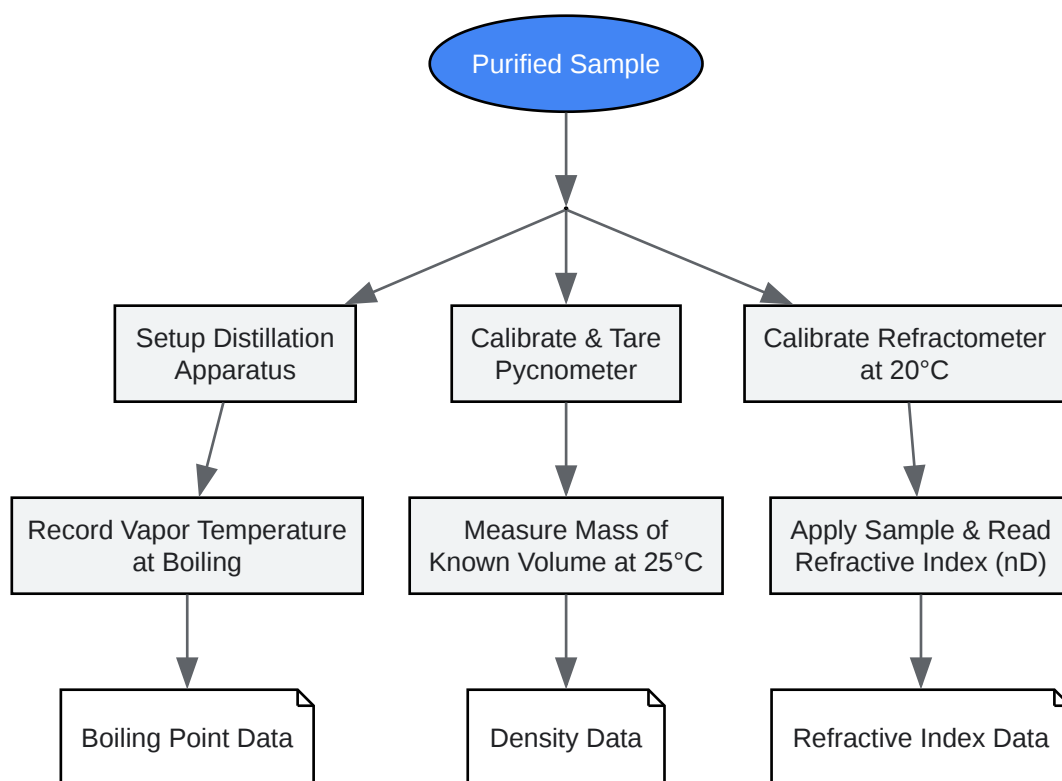 Purified Sample
Setup Distillation
Apparatus
Calibrate & Tare
Pycnometer
Calibrate Refractometer
at 20°C
Record Vapor Temperature
at Boiling
Measure Mass of
Known Volume at 25°C
Apply Sample & Read
Refractive Index (nD)
Boiling Point Data
Density Data
Refractive Index Data